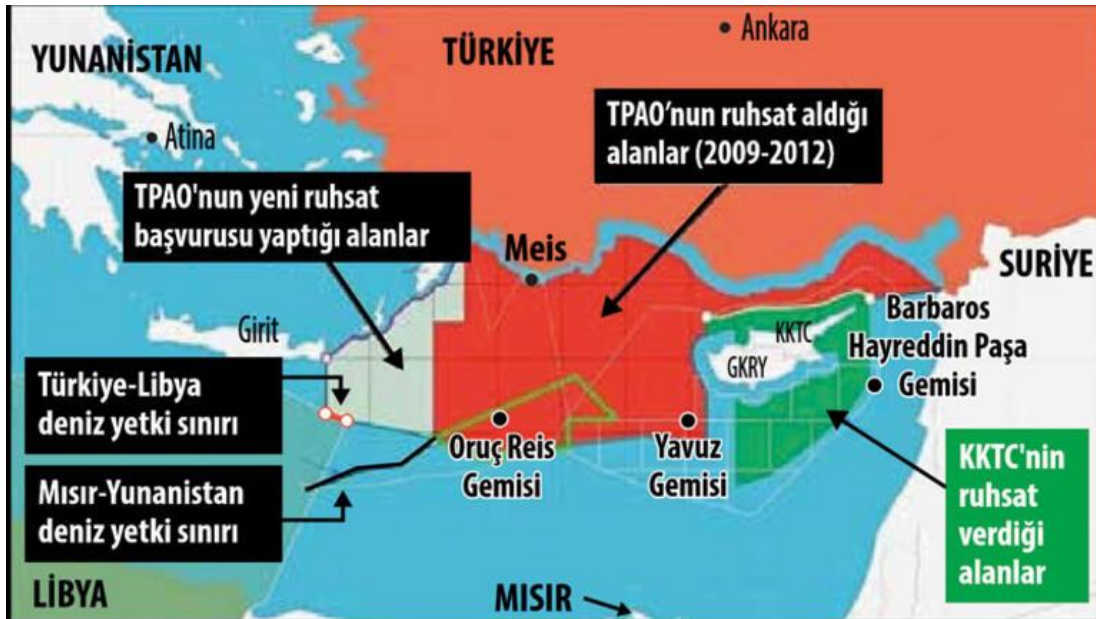 YUNANİSTAN
TÜRKİYE
Ankara
Atina
TPAO'nun ruhsat aldığı
alanlar (2009-2012)
TPAO'nun yeni ruhsat
başvurusu yaptığı alanlar
Meis
SURİYE
Girit
KKTC
GKRY
Barbaros
Hayreddin Paşa
Gemisi
Türkiye-Libya
deniz yetki sınırı
Oruç Reis
Gemisi
Yavuz
Gemisi
Mısır-Yunanistan
deniz yetki sınırı
KKTC'nin
ruhsat
verdiği
alanlar
LİBYA
MISIR